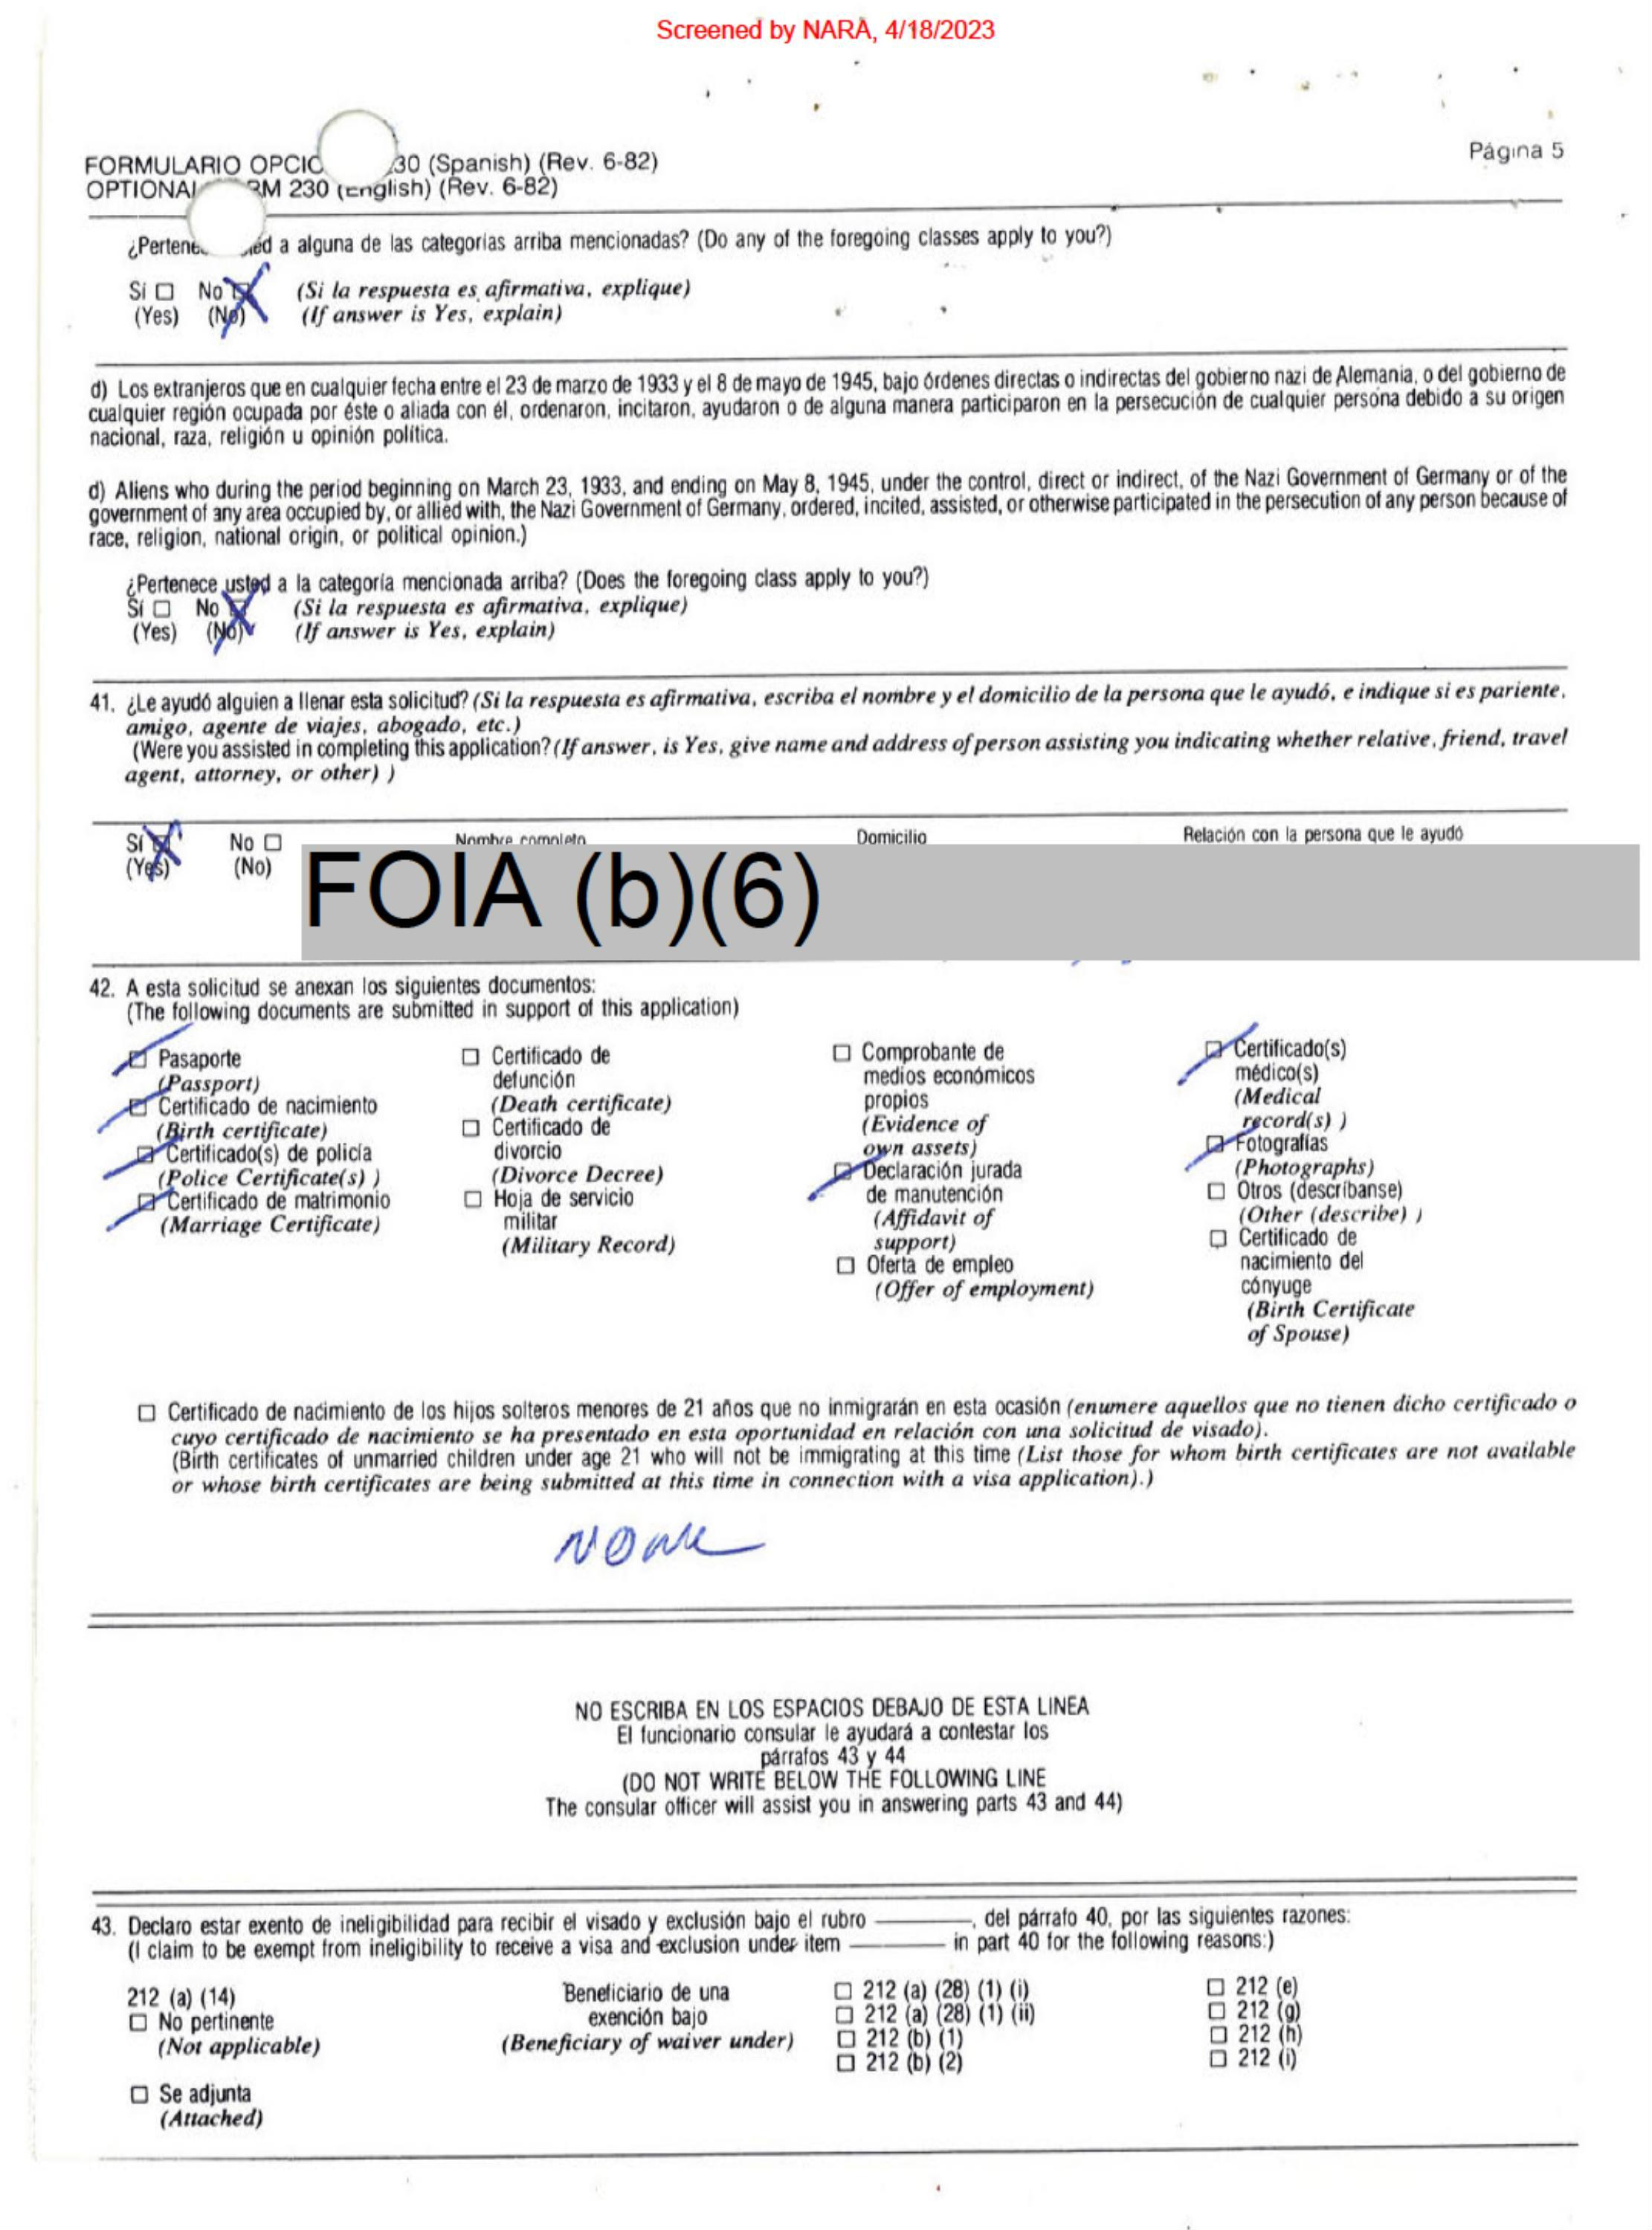 Screened by NARA, 4/18/2023
FORMULARIO OPCIO 30 (Spanish) (Rev. 6-82)
Página 5
OPTIONAL RM 230 (English) (Rev. 6-82)
¿Pertene ted a alguna de las categorías arriba mencionadas? (Do any of the foregoing classes apply to you?)
Sí ☐ No ☒ (Si la respuesta es afirmativa, explique)
(Yes) (No) (If answer is Yes, explain)
d) Los extranjeros que en cualquier fecha entre el 23 de marzo de 1933 y el 8 de mayo de 1945, bajo órdenes directas o indirectas del gobierno nazi de Alemania, o del gobierno de
cualquier región ocupada por éste o aliada con él, ordenaron, incitaron, ayudaron o de alguna manera participaron en la persecución de cualquier persona debido a su origen
nacional, raza, religión u opinión política.
d) Aliens who during the period beginning on March 23, 1933, and ending on May 8, 1945, under the control, direct or indirect, of the Nazi Government of Germany or of the
government of any area occupied by, or allied with, the Nazi Government of Germany, ordered, incited, assisted, or otherwise participated in the persecution of any person because of
race, religion, national origin, or political opinion.)
¿Pertenece usted a la categoría mencionada arriba? (Does the foregoing class apply to you?)
Sí ☐ No ☒ (Si la respuesta es afirmativa, explique)
(Yes) (No) (If answer is Yes, explain)
41. ¿Le ayudó alguien a llenar esta solicitud? (Si la respuesta es afirmativa, escriba el nombre y el domicilio de la persona que le ayudó, e indique si es pariente,
amigo, agente de viajes, abogado, etc.)
(Were you assisted in completing this application? (If answer, is Yes, give name and address of person assisting you indicating whether relative, friend, travel
agent, attorney, or other) )
Sí ☒ No ☐ Nombre completo Domicilio Relación con la persona que le ayudó
(Yes) (No)
FOIA (b)(6)
42. A esta solicitud se anexan los siguientes documentos:
(The following documents are submitted in support of this application)
☑ Pasaporte
(Passport)
☑ Certificado de nacimiento
(Birth certificate)
☑ Certificado(s) de policía
(Police Certificate(s) )
☑ Certificado de matrimonio
(Marriage Certificate)
☐ Certificado de
defunción
(Death certificate)
☐ Certificado de
divorcio
(Divorce Decree)
☐ Hoja de servicio
militar
(Military Record)
☐ Comprobante de
medios económicos
propios
(Evidence of
own assets)
☑ Declaración jurada
de manutención
(Affidavit of
support)
☐ Oferta de empleo
(Offer of employment)
☑ Certificado(s)
médico(s)
(Medical
record(s) )
☑ Fotografías
(Photographs)
☐ Otros (descríbanse)
(Other (describe) )
☐ Certificado de
nacimiento del
cónyuge
(Birth Certificate
of Spouse)
☐ Certificado de nacimiento de los hijos solteros menores de 21 años que no inmigrarán en esta ocasión (enumere aquellos que no tienen dicho certificado o
cuyo certificado de nacimiento se ha presentado en esta oportunidad en relación con una solicitud de visado).
(Birth certificates of unmarried children under age 21 who will not be immigrating at this time (List those for whom birth certificates are not available
or whose birth certificates are being submitted at this time in connection with a visa application).)
None
NO ESCRIBA EN LOS ESPACIOS DEBAJO DE ESTA LINEA
El funcionario consular le ayudará a contestar los
párrafos 43 y 44
(DO NOT WRITE BELOW THE FOLLOWING LINE
The consular officer will assist you in answering parts 43 and 44)
43. Declaro estar exento de ineligibilidad para recibir el visado y exclusión bajo el rubro ______, del párrafo 40, por las siguientes razones:
(I claim to be exempt from ineligibility to receive a visa and exclusion under item ______ in part 40 for the following reasons:)
212 (a) (14)
☐ No pertinente
(Not applicable)
☐ Se adjunta
(Attached)
Beneficiario de una
exención bajo
(Beneficiary of waiver under)
☐ 212 (a) (28) (1) (i)
☐ 212 (a) (28) (1) (ii)
☐ 212 (b) (1)
☐ 212 (b) (2)
☐ 212 (e)
☐ 212 (g)
☐ 212 (h)
☐ 212 (i)